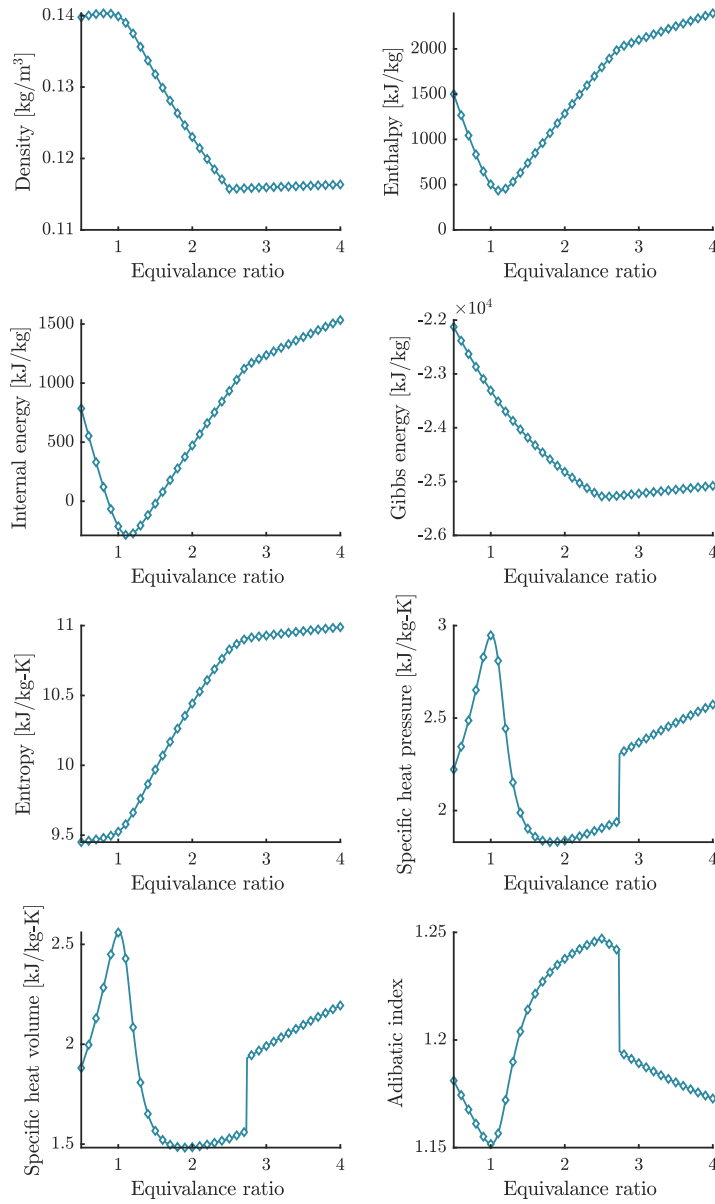 0.14
0.13
0.12
0.11
Density [kg/m³]
1 2 3 4
Equivalance ratio
2000
1500
1000
500
0
Enthalpy [kJ/kg]
1 2 3 4
Equivalance ratio
1500
1000
500
0
Internal energy [kJ/kg]
1 2 3 4
Equivalance ratio
×10⁴
-2.2
-2.3
-2.4
-2.5
-2.6
Gibbs energy [kJ/kg]
1 2 3 4
Equivalance ratio
11
10.5
10
9.5
Entropy [kJ/kg-K]
1 2 3 4
Equivalance ratio
3
2.5
2
Specific heat pressure [kJ/kg-K]
1 2 3 4
Equivalance ratio
2.5
2
1.5
Specific heat volume [kJ/kg-K]
1 2 3 4
Equivalance ratio
1.25
1.2
1.15
Adibatic index
1 2 3 4
Equivalance ratio